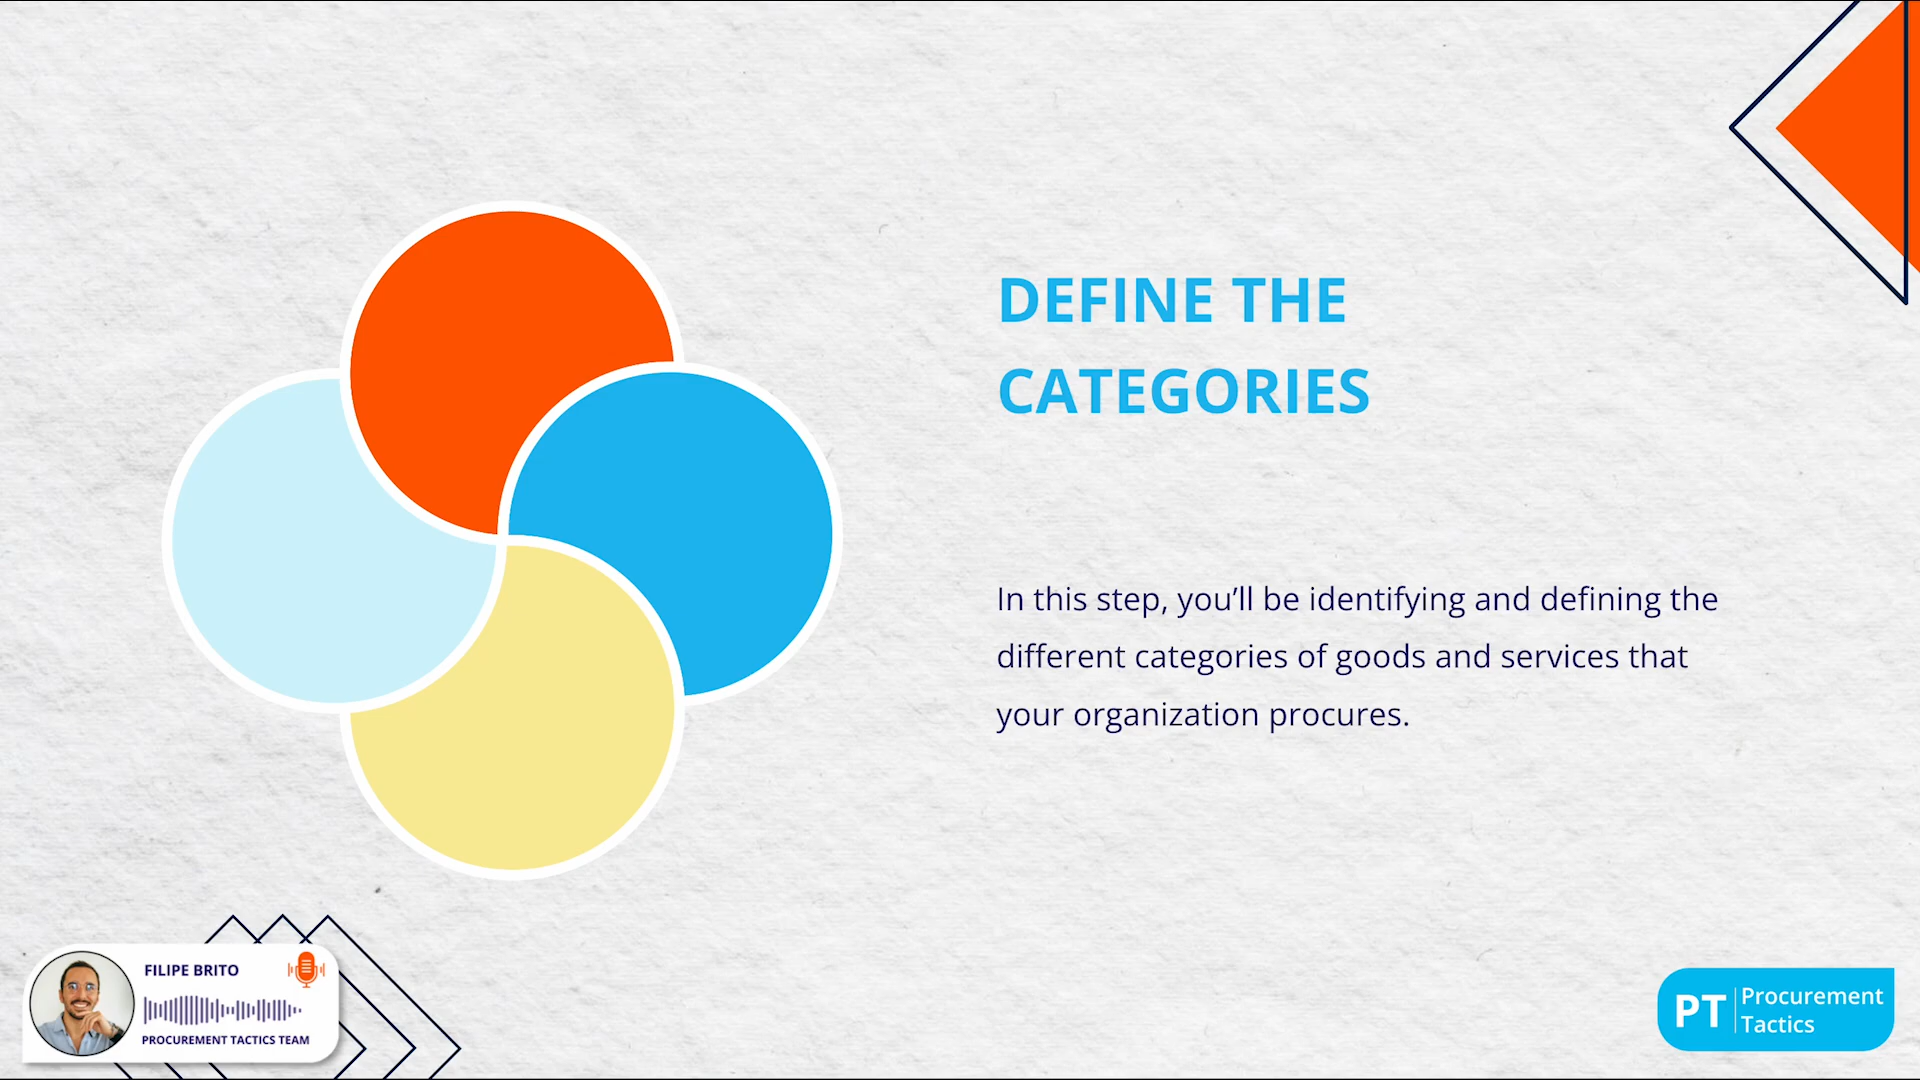 DEFINE THE
CATEGORIES
In this step, you’ll be identifying and defining the
different categories of goods and services that
your organization procures.
FILIPE BRITO
PROCUREMENT TACTICS TEAM
PT
Procurement
Tactics